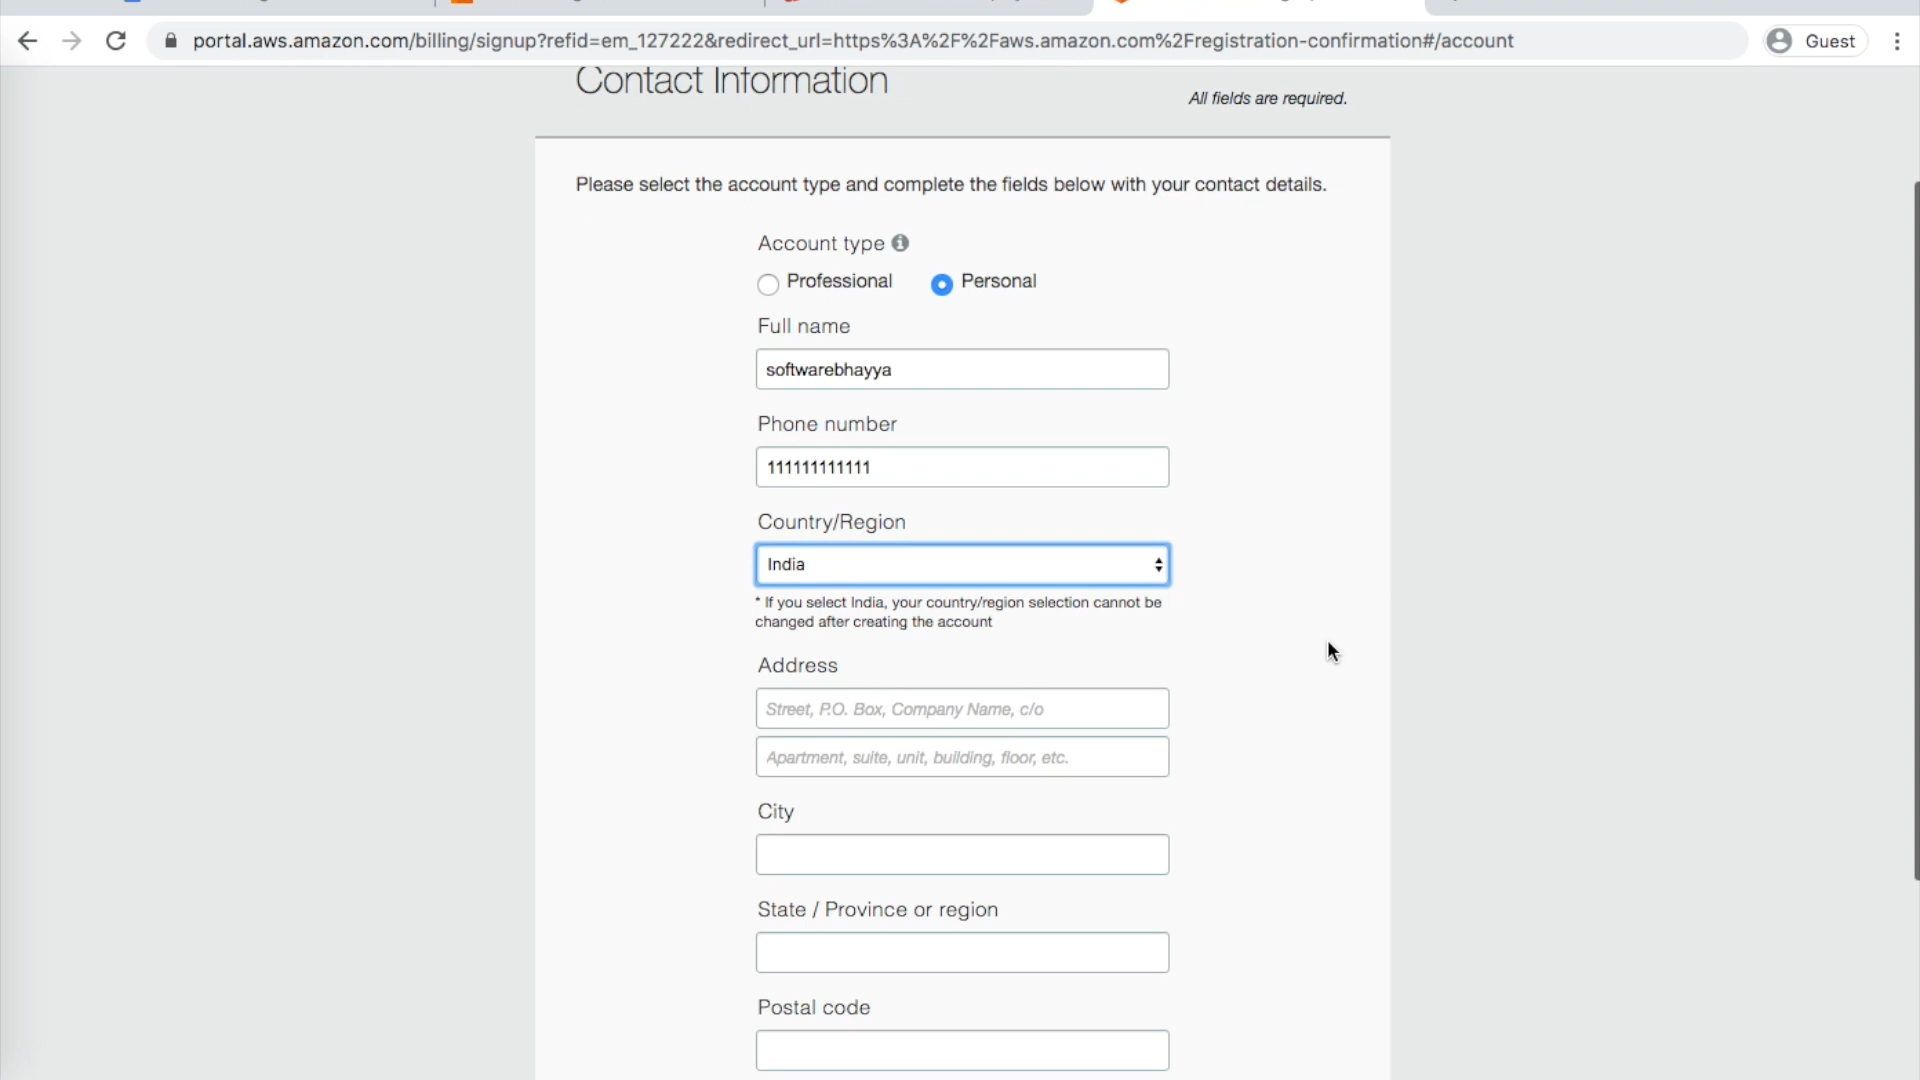 portal.aws.amazon.com/billing/signup?refid=em_127222&redirect_url=https%3A%2F%2Faws.amazon.com%2Fregistration-confirmation#/account
Guest
Contact Information
All fields are required.
Please select the account type and complete the fields below with your contact details.
Account type
Professional Personal
Full name
softwarebhayya
Phone number
111111111111
Country/Region
India
* If you select India, your country/region selection cannot be
changed after creating the account
Address
Street, P.O. Box, Company Name, c/o
Apartment, suite, unit, building, floor, etc.
City
State / Province or region
Postal code